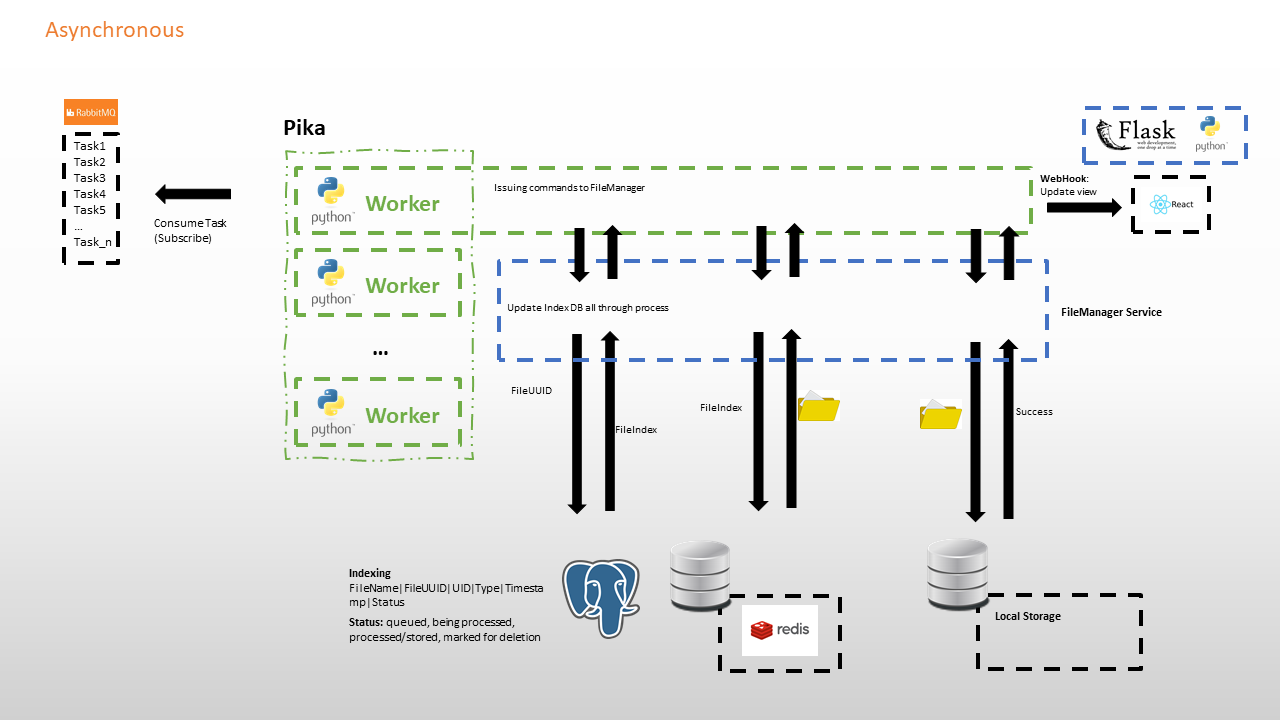 Asynchronous
RabbitMQ
Task1
Task2
Task3
Task4
Task5
...
Task_n
Consume Task
(Subscribe)
Pika
python
Worker
python
Worker
...
python
Worker
Issuing commands to FileManager
Flask
web development,
one drop at a time
python
WebHook:
Update view
React
Update Index DB all through process
FileManager Service
FileUUID
FileIndex
FileIndex
Success
Indexing
FileName|FileUUID|UID|Type|Timesta
mp|Status
Status: queued, being processed,
processed/stored, marked for deletion
redis
Local Storage